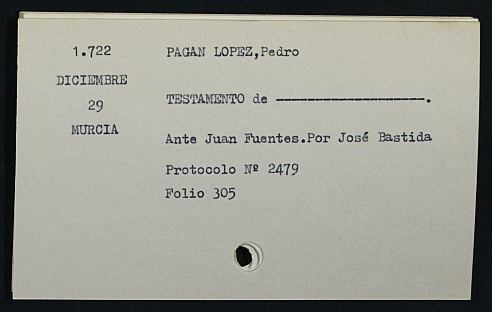 1.722
DICIEMBRE
29
MURCIA
PAGAN LOPEZ,Pedro
TESTAMENTO de -------------------.
Ante Juan Fuentes.Por José Bastida
Protocolo Nº 2479
Folio 305